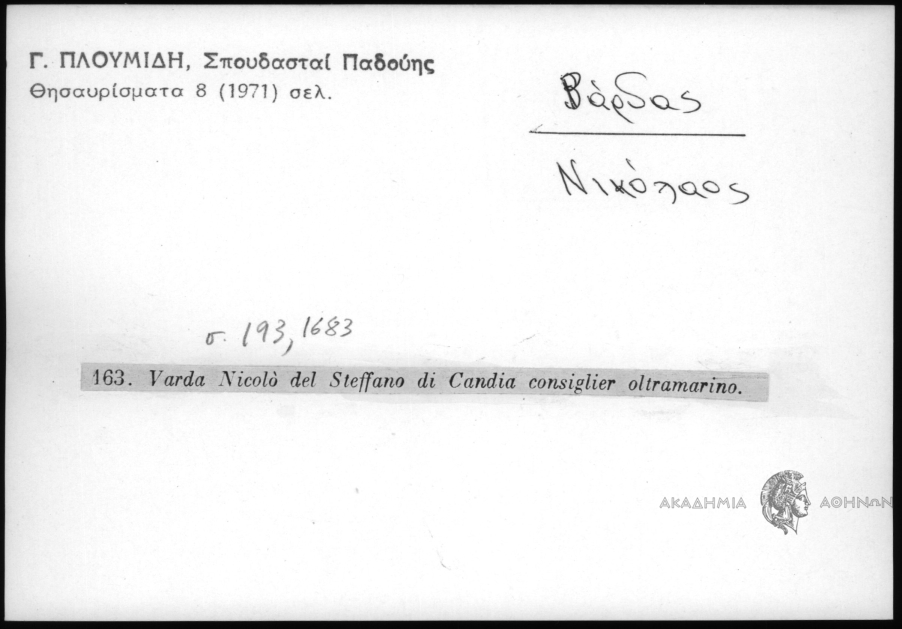 Γ. ΠΛΟΥΜΙΔΗ, Σπουδασταί Παδούης
Θησαυρίσματα 8 (1971) σελ.
Βάρδας
Νικόλαος
σ. 193, 1683
163. Varda Nicolò del Steffano di Candia consiglier oltramarino.
ΑΚΑΔΗΜΙΑ ΑΘΗΝΩΝ